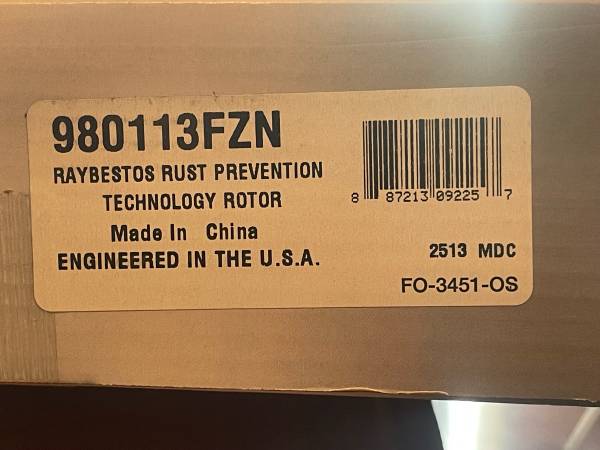 980113FZN
RAYBESTOS RUST PREVENTION
TECHNOLOGY ROTOR
Made In China
ENGINEERED IN THE U.S.A.
8 87213 09225 7
2513 MDC
FO-3451-OS